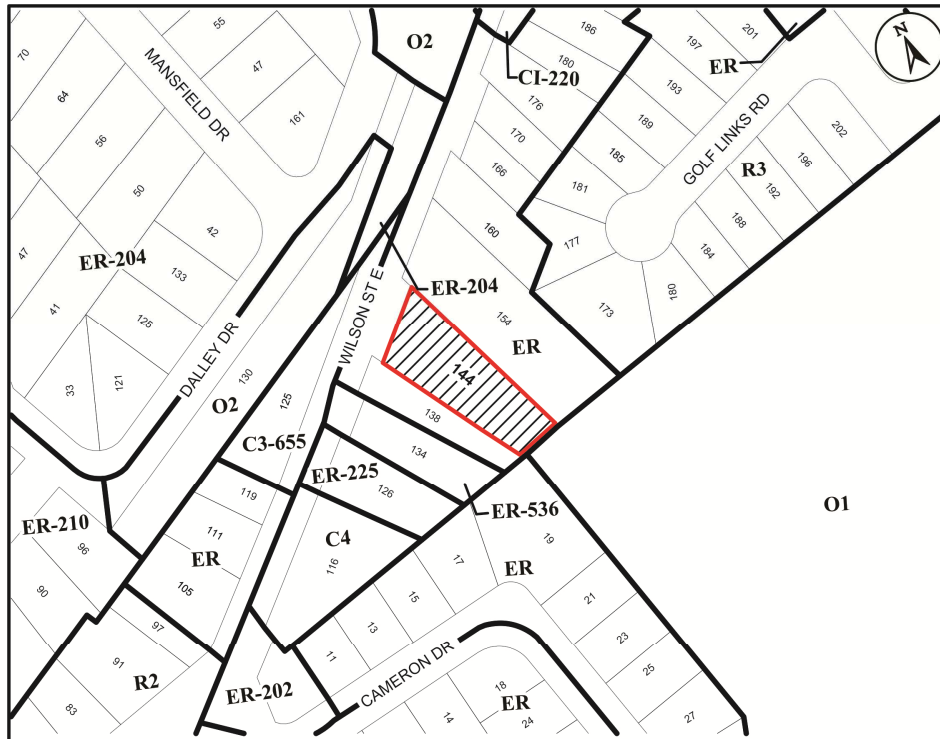 55
O2
186
201
N
70
MANSFIELD DR
47
180
197
ER
CI-220
64
161
176
193
GOLF LINKS RD
202
56
170
189
R3
196
50
166
185
192
42
181
188
47
ER-204
133
160
177
184
41
125
ER-204
173
180
DALLEY DR
WILSON ST E
154
ER
33
121
130
144
O2
125
138
C3-655
134
ER-225
119
126
ER-536
O1
ER-210
96
111
C4
19
ER
17
ER
90
105
116
15
21
97
13
23
91
11
25
R2
ER-202
CAMERON DR
18
ER
27
83
14
24